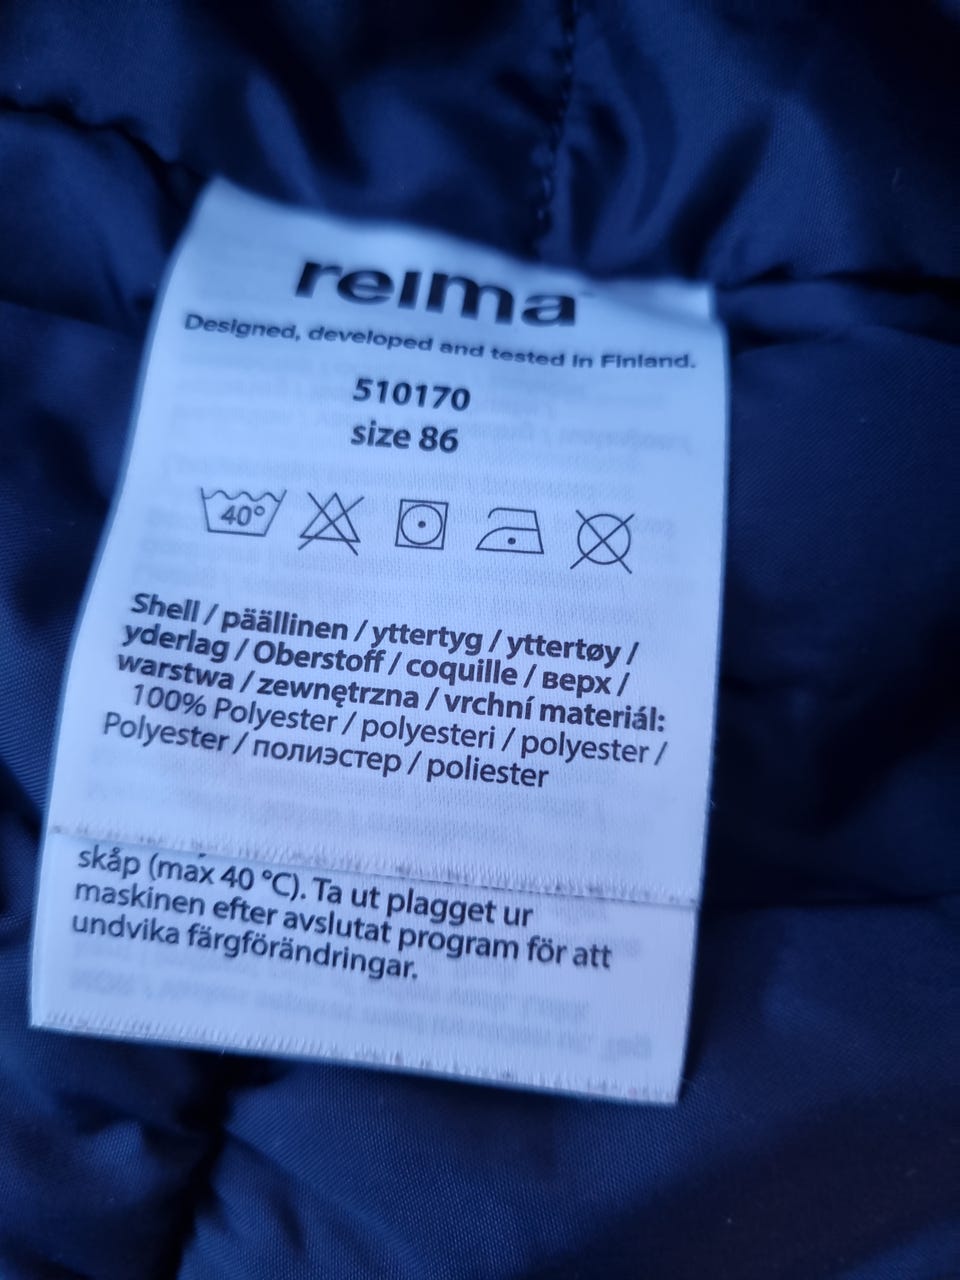 reima
Designed, developed and tested in Finland.
510170
size 86
40°
Shell / päällinen / yttertyg / yttertøy /
yderlag / Oberstoff / coquille / верх /
warstwa / zewnętrzna / vrchní materiál:
100% Polyester / polyesteri / polyester /
Polyester / полиэстер / poliester
skåp (max 40 °C). Ta ut plagget ur
maskinen efter avslutat program för att
undvika färgförändringar.